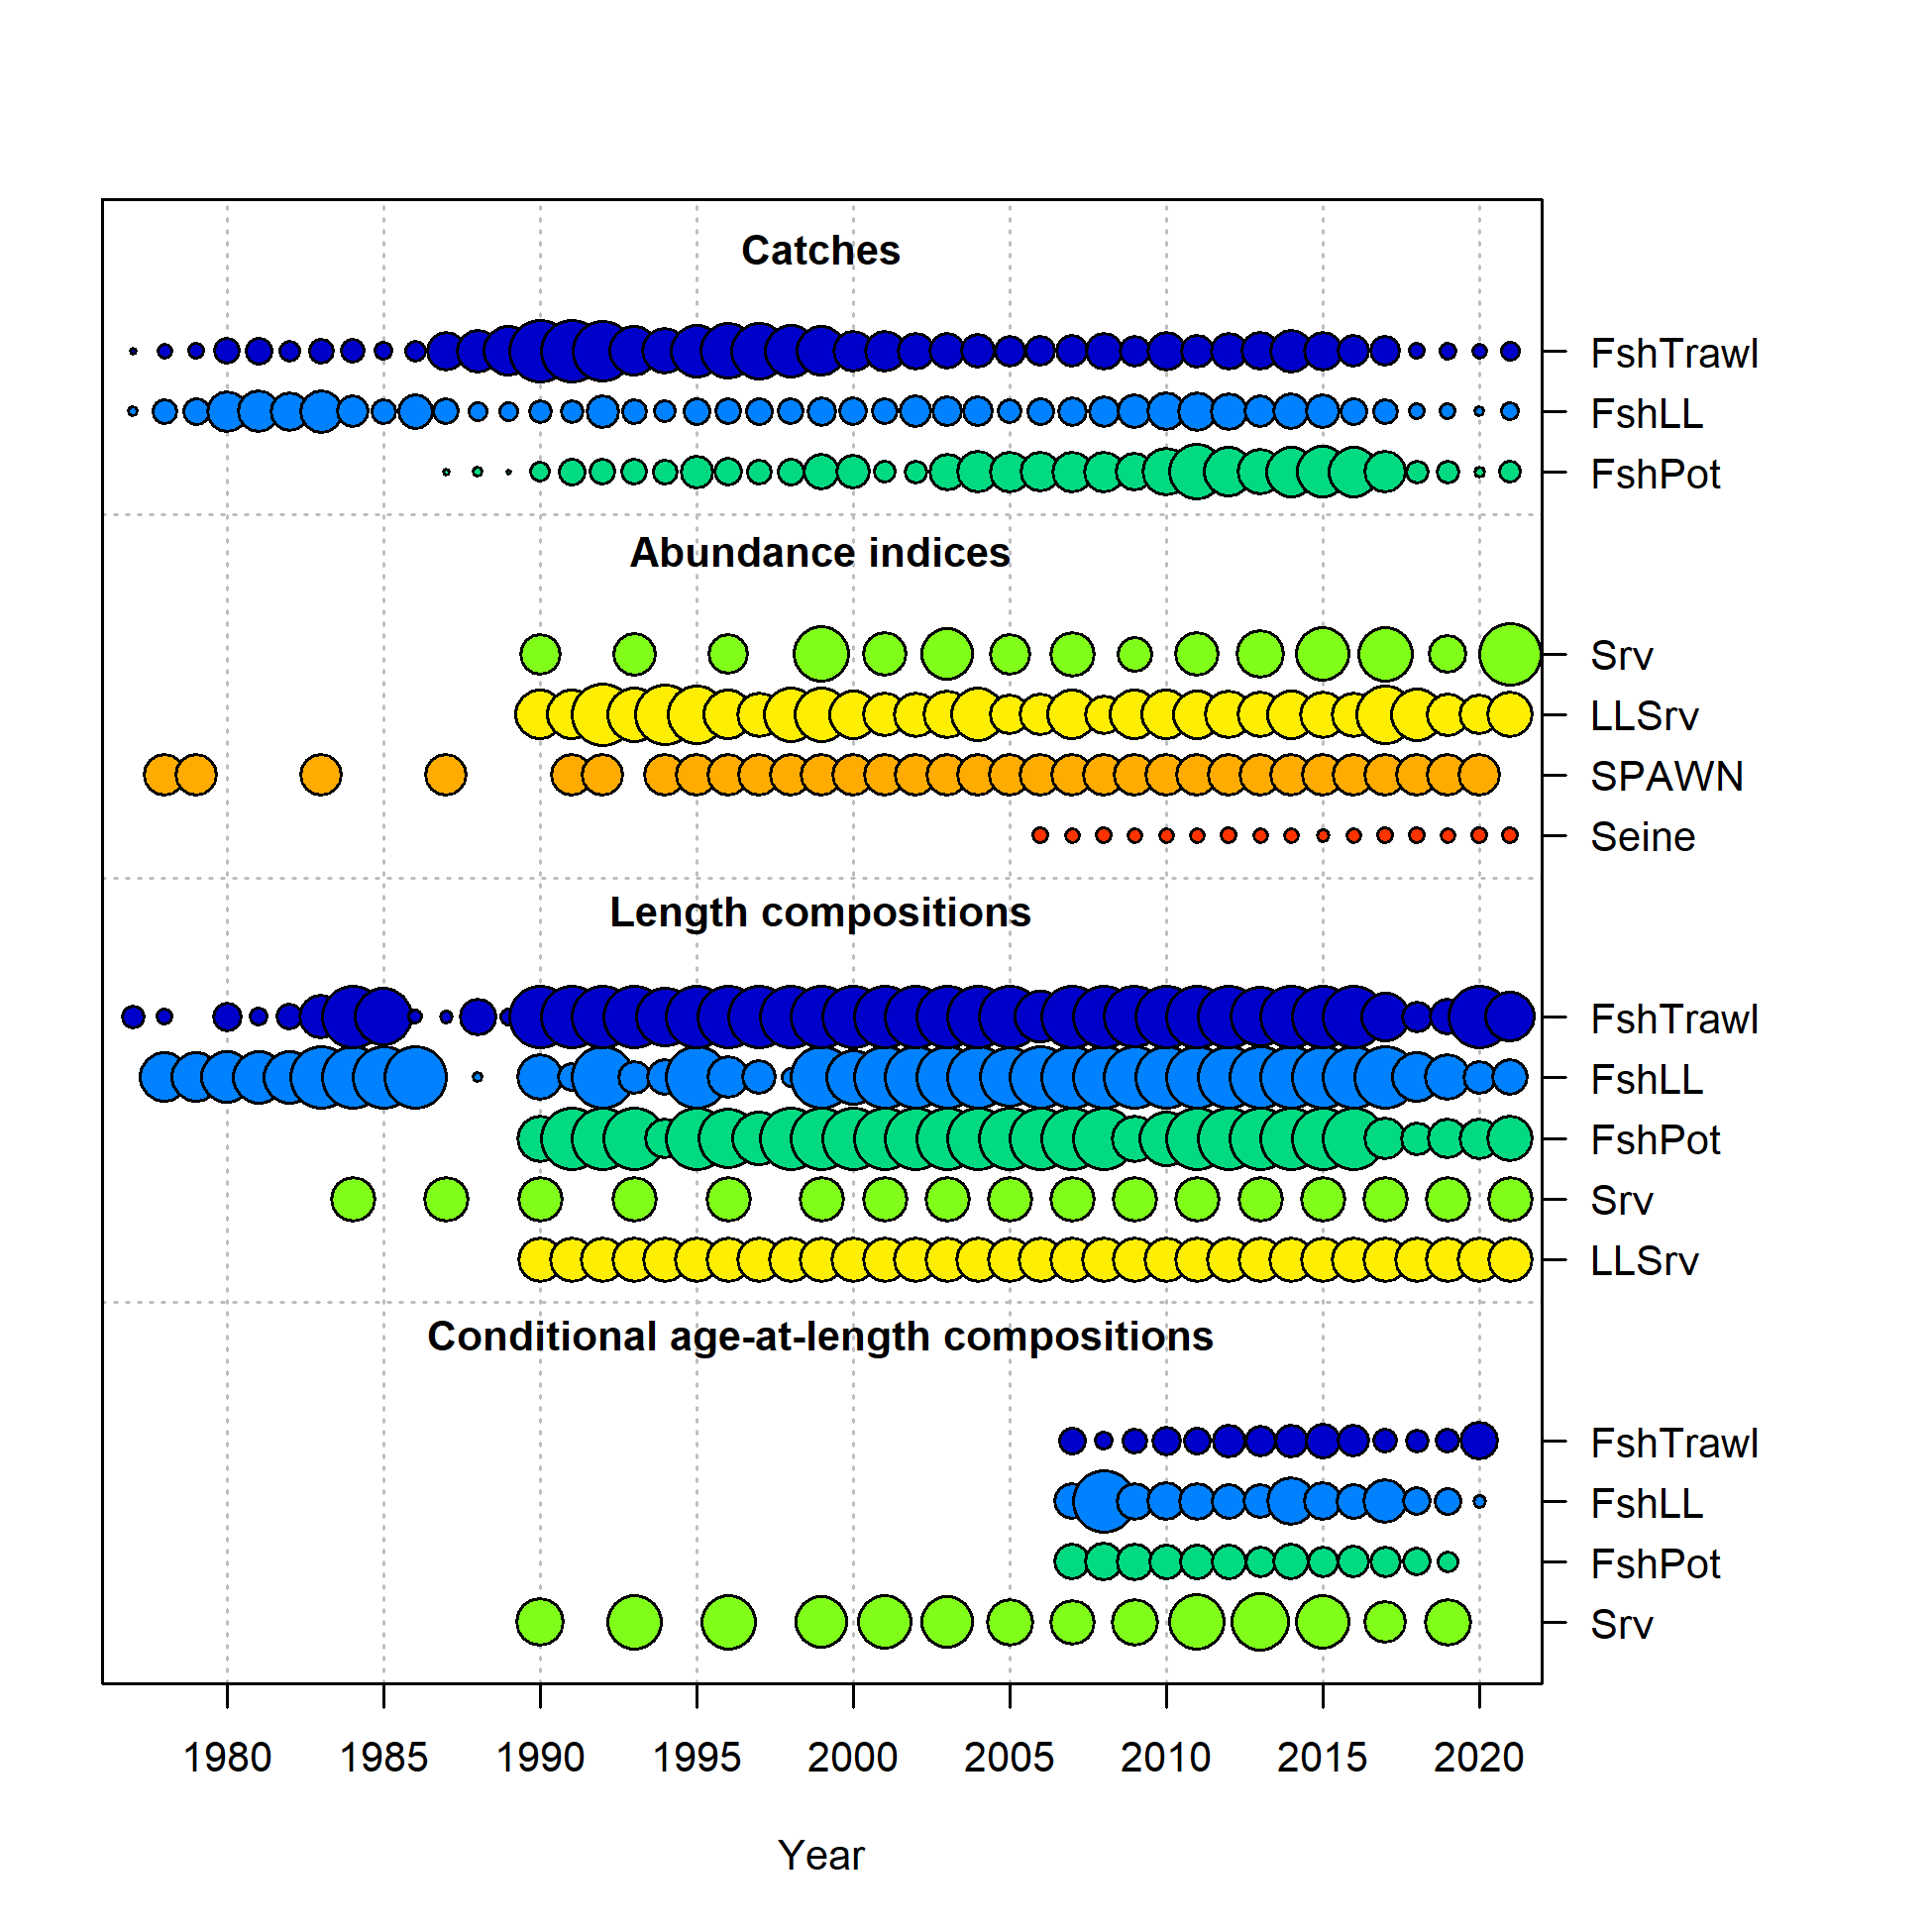 Catches
FshTrawl
FshLL
FshPot
Abundance indices
Srv
LLSrv
SPAWN
Seine
Length compositions
FshTrawl
FshLL
FshPot
Srv
LLSrv
Conditional age-at-length compositions
FshTrawl
FshLL
FshPot
Srv
1980 1985 1990 1995 2000 2005 2010 2015 2020
Year